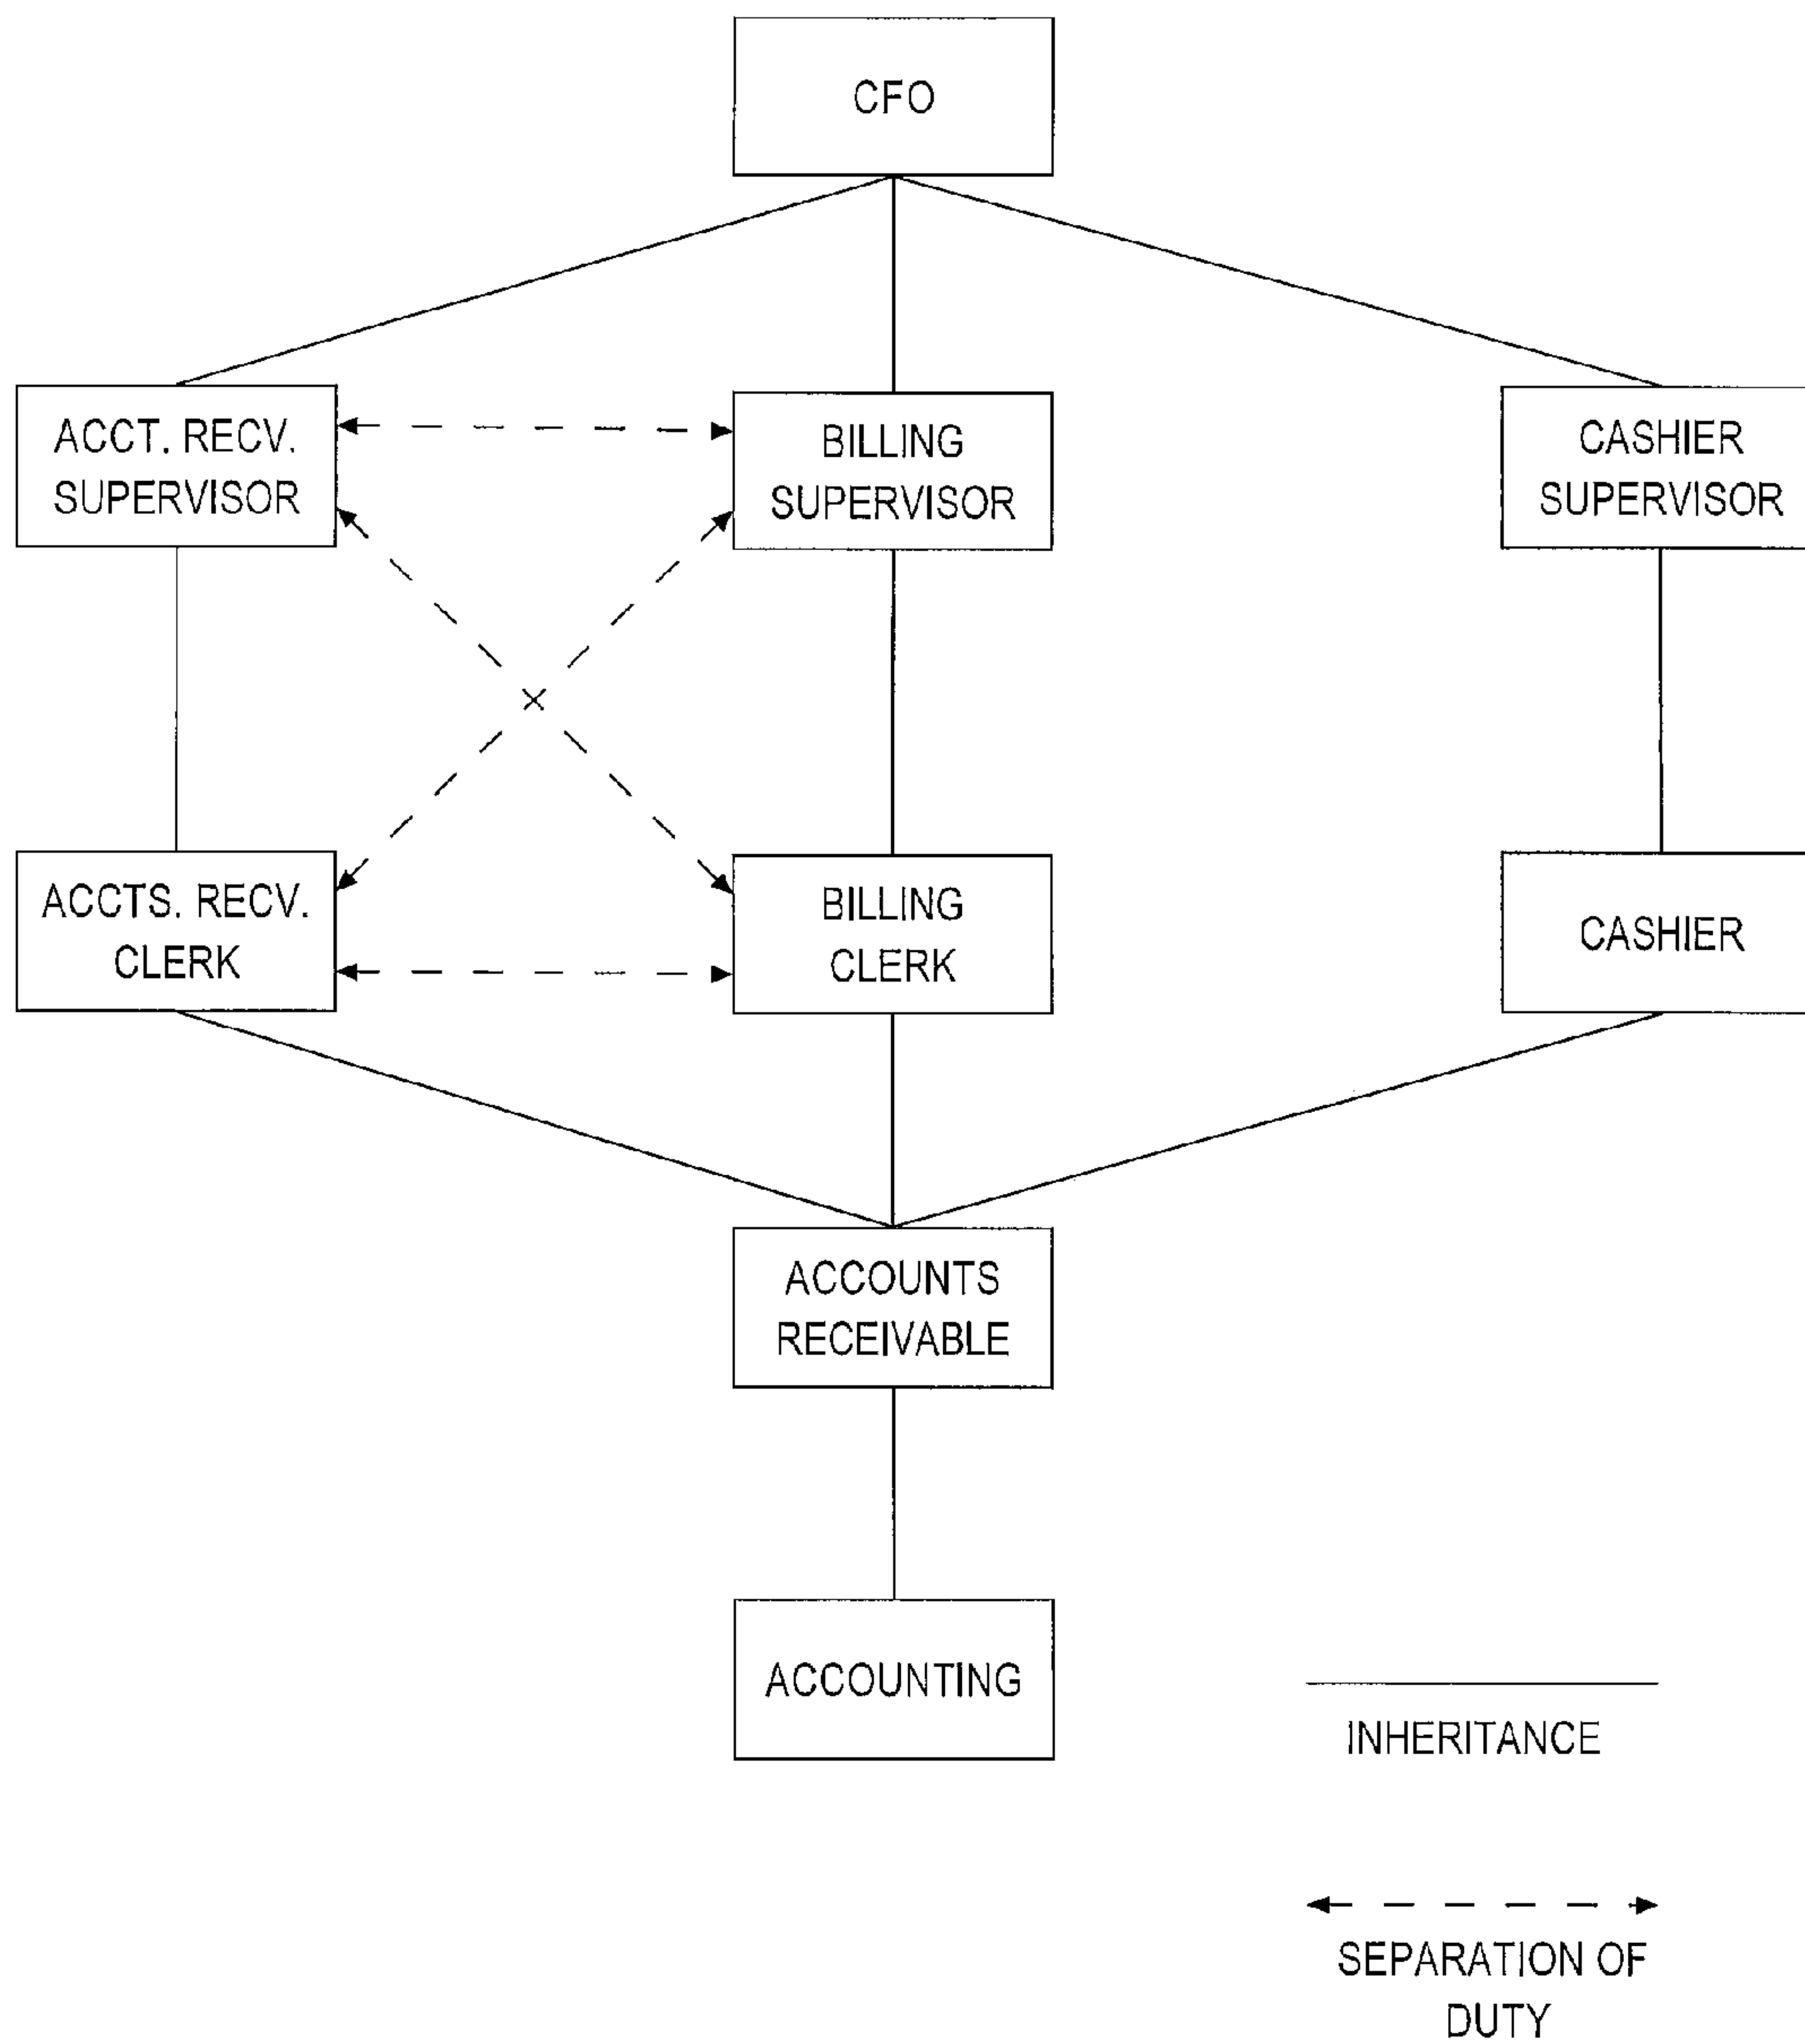 CFO
ACCT. RECV.
SUPERVISOR
BILLING
SUPERVISOR
CASHIER
SUPERVISOR
ACCTS. RECV.
CLERK
BILLING
CLERK
CASHIER
ACCOUNTS
RECEIVABLE
ACCOUNTING
INHERITANCE
SEPARATION OF
DUTY